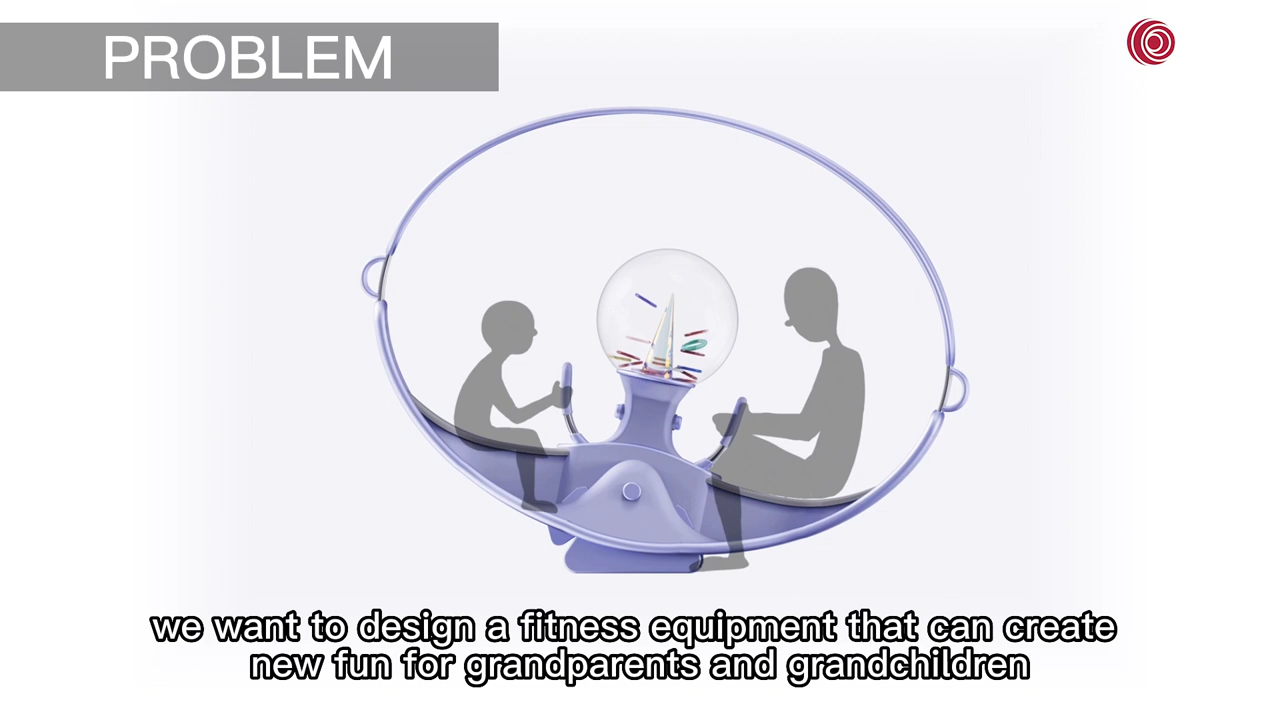 PROBLEM
we want to design a fitness equipment that can create
new fun for grandparents and grandchildren